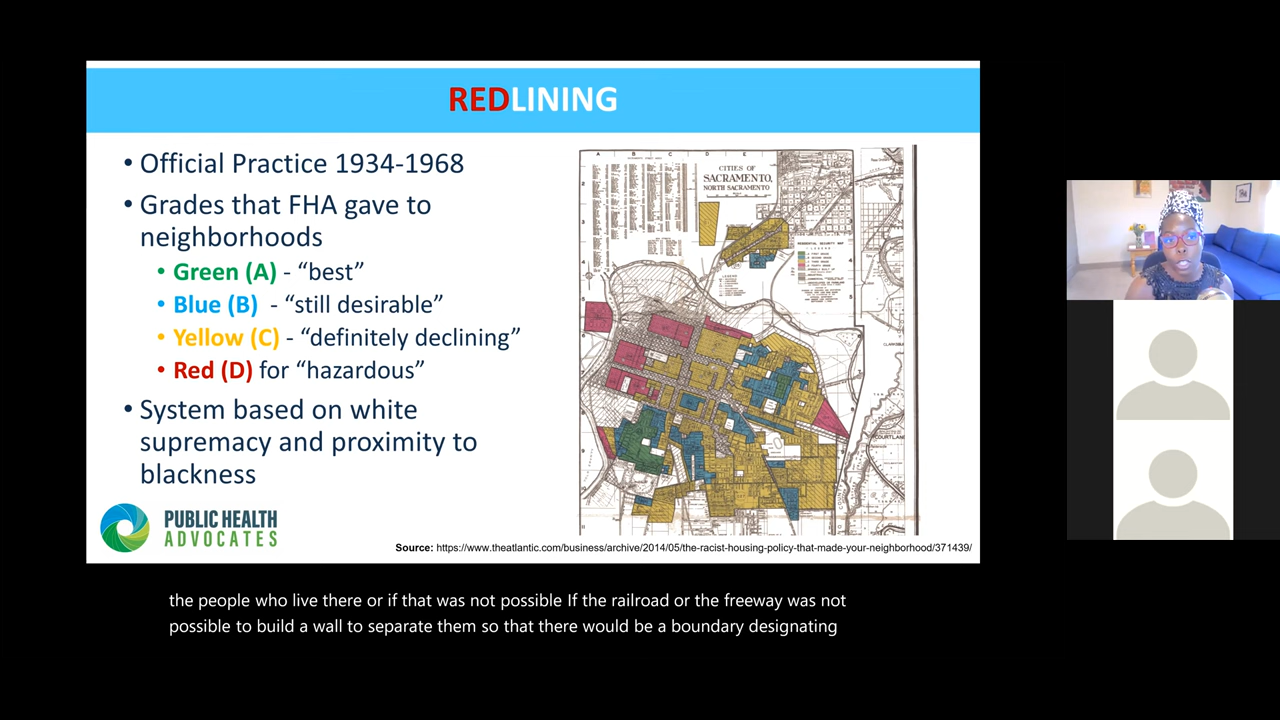 REDLINING
• Official Practice 1934-1968
• Grades that FHA gave to
neighborhoods
• Green (A) - “best”
• Blue (B) - “still desirable”
• Yellow (C) - “definitely declining”
• Red (D) for “hazardous”
• System based on white
supremacy and proximity to
blackness
CITIES OF
SACRAMENTO,
NORTH SACRAMENTO
LEGEND
RESIDENTIAL SECURITY MAP
PUBLIC HEALTH
ADVOCATES
Source: https://www.theatlantic.com/business/archive/2014/05/the-racist-housing-policy-that-made-your-neighborhood/371439/
the people who live there or if that was not possible If the railroad or the freeway was not
possible to build a wall to separate them so that there would be a boundary designating